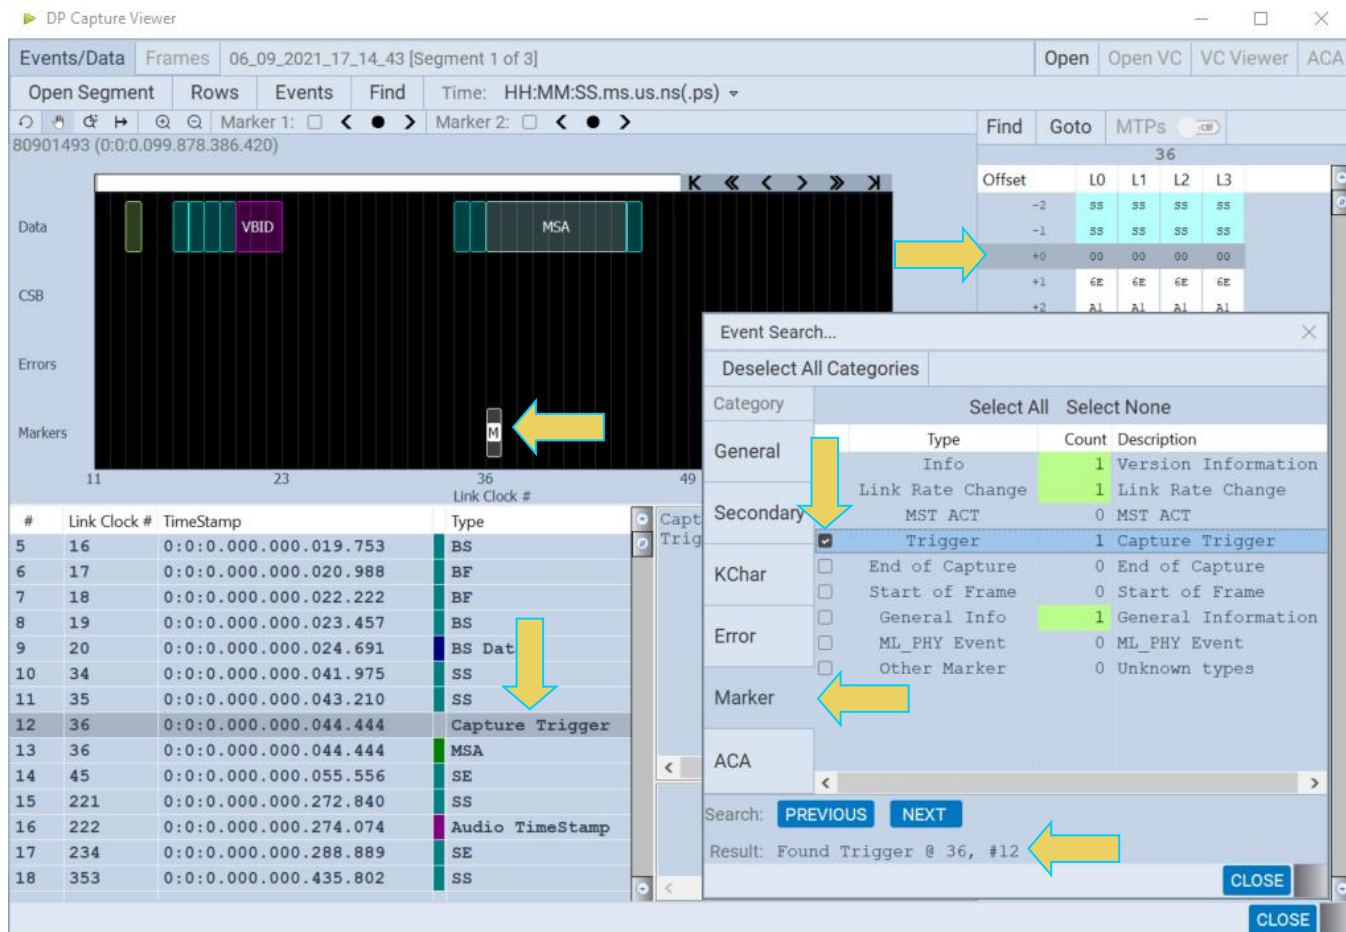 DP Capture Viewer
Events/Data Frames 06_09_2021_17_14_43 [Segment 1 of 3] Open Open VC VC Viewer ACA
Open Segment Rows Events Find Time: HH:MM:SS.ms.us.ns(.ps)
Marker 1: Marker 2:
80901493 (0:0:0.099.878.386.420)
Data VBID MSA
CSB
Errors
Markers M
11 23 36 49
Link Clock #
Find Goto MTPs Off
36
Offset L0 L1 L2 L3
-2 SS SS SS SS
-1 SS SS SS SS
+0 00 00 00 00
+1 6E 6E 6E 6E
+2 A1 A1 A1 A1
# Link Clock # TimeStamp Type
5 16 0:0:0.000.000.019.753 BS
6 17 0:0:0.000.000.020.988 BF
7 18 0:0:0.000.000.022.222 BF
8 19 0:0:0.000.000.023.457 BS
9 20 0:0:0.000.000.024.691 BS Dat
10 34 0:0:0.000.000.041.975 SS
11 35 0:0:0.000.000.043.210 SS
12 36 0:0:0.000.000.044.444 Capture Trigger
13 36 0:0:0.000.000.044.444 MSA
14 45 0:0:0.000.000.055.556 SE
15 221 0:0:0.000.000.272.840 SS
16 222 0:0:0.000.000.274.074 Audio TimeStamp
17 234 0:0:0.000.000.288.889 SE
18 353 0:0:0.000.000.435.802 SS
Capt
Trig
Event Search...
Deselect All Categories
Category Select All Select None
General
Secondary
KChar
Error
Marker
ACA
Type Count Description
Info 1 Version Information
Link Rate Change 1 Link Rate Change
MST ACT 0 MST ACT
Trigger 1 Capture Trigger
End of Capture 0 End of Capture
Start of Frame 0 Start of Frame
General Info 1 General Information
ML_PHY Event 0 ML_PHY Event
Other Marker 0 Unknown types
Search: PREVIOUS NEXT
Result: Found Trigger @ 36, #12
CLOSE
CLOSE